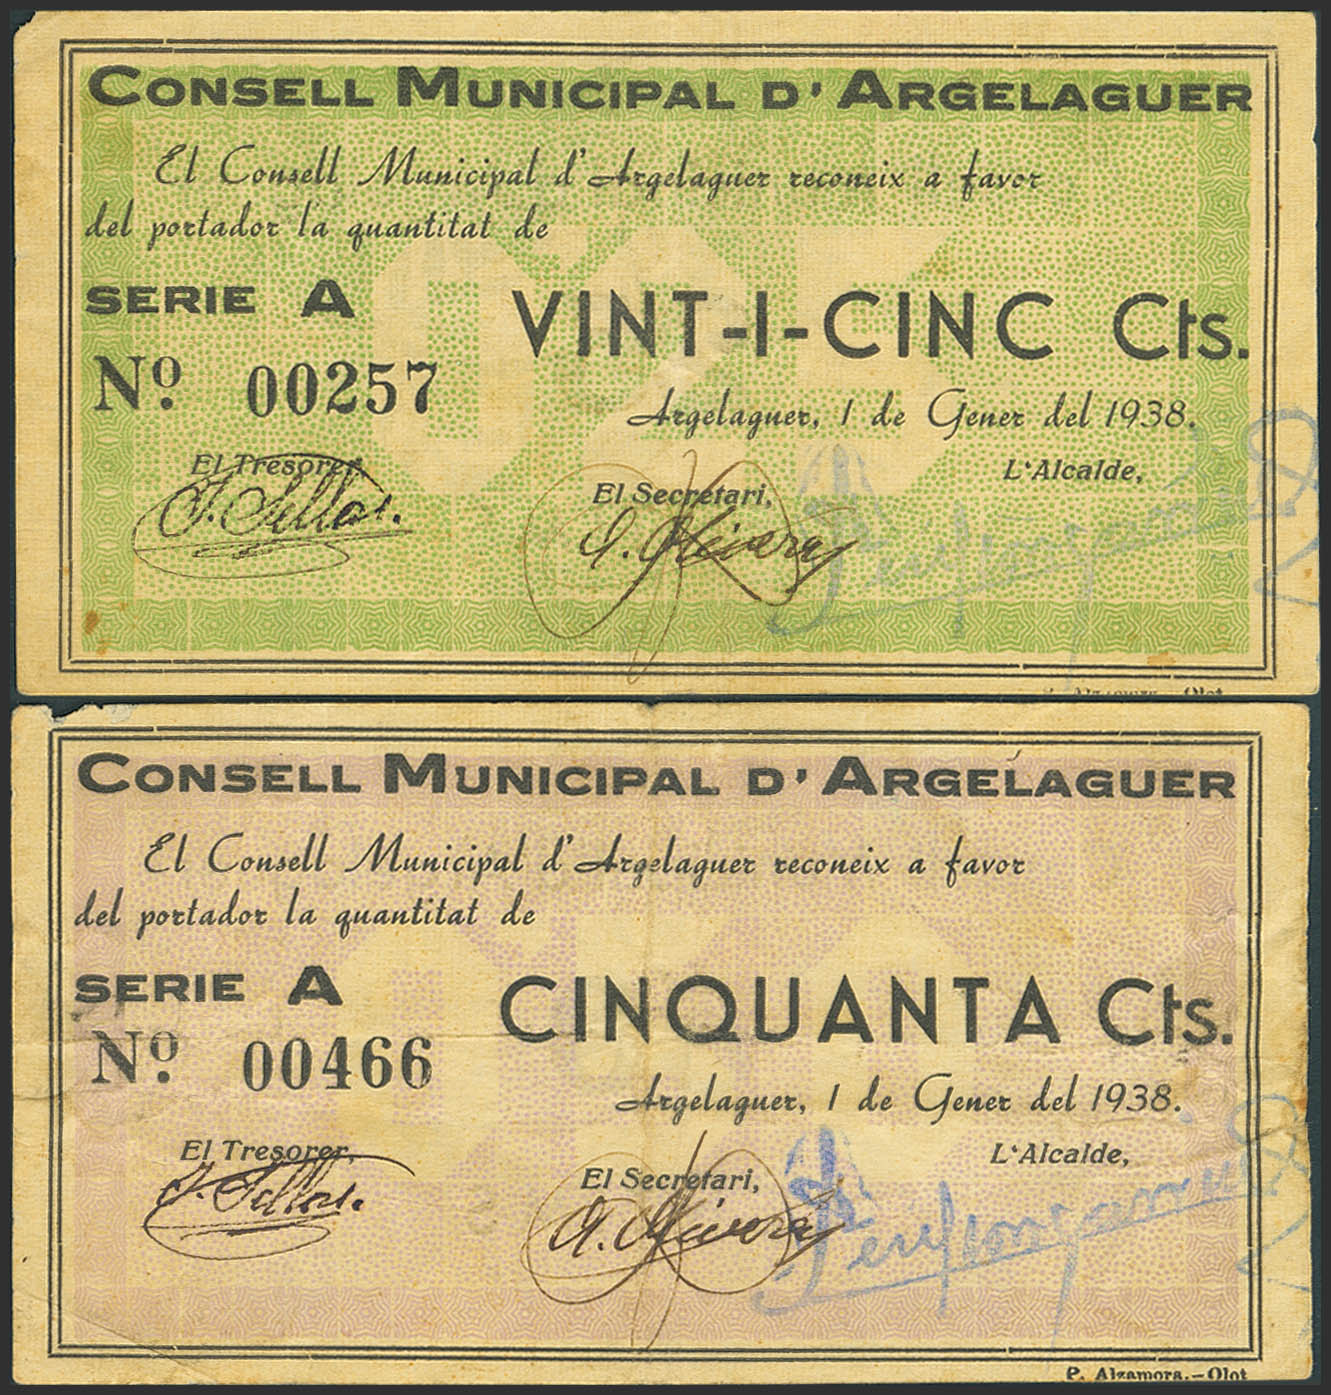 CONSELL MUNICIPAL D'ARGELAGUER
El Consell Municipal d'Argelaguer reconeix a favor
del portador la quantitat de
SERIE A
VINT-I-CINC Cts.
Nº. 00257
Argelaguer, 1 de Gener del 1938.
El Tresorer,
El Secretari,
L'Alcalde,
P. Alzamora.-Olot
CONSELL MUNICIPAL D'ARGELAGUER
El Consell Municipal d'Argelaguer reconeix a favor
del portador la quantitat de
SERIE A
CINQUANTA Cts.
Nº. 00466
Argelaguer, 1 de Gener del 1938.
El Tresorer,
El Secretari,
L'Alcalde,
P. Alzamora.-Olot